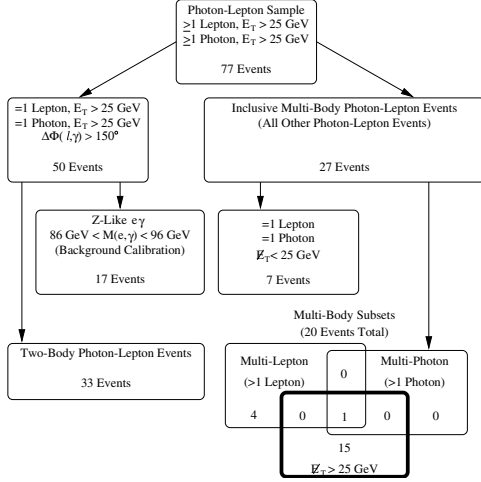 Photon-Lepton Sample
≥1 Lepton, E_T > 25 GeV
≥1 Photon, E_T > 25 GeV
77 Events
=1 Lepton, E_T > 25 GeV
=1 Photon, E_T > 25 GeV
ΔΦ( l,γ) > 150°
50 Events
Inclusive Multi-Body Photon-Lepton Events
(All Other Photon-Lepton Events)
27 Events
Z-Like eγ
86 GeV < M(e,γ) < 96 GeV
(Background Calibration)
17 Events
=1 Lepton
=1 Photon
E̸_T < 25 GeV
7 Events
Two-Body Photon-Lepton Events
33 Events
Multi-Body Subsets
(20 Events Total)
Multi-Lepton
(>1 Lepton)
0
Multi-Photon
(>1 Photon)
4 0 1 0 0
15
E̸_T > 25 GeV